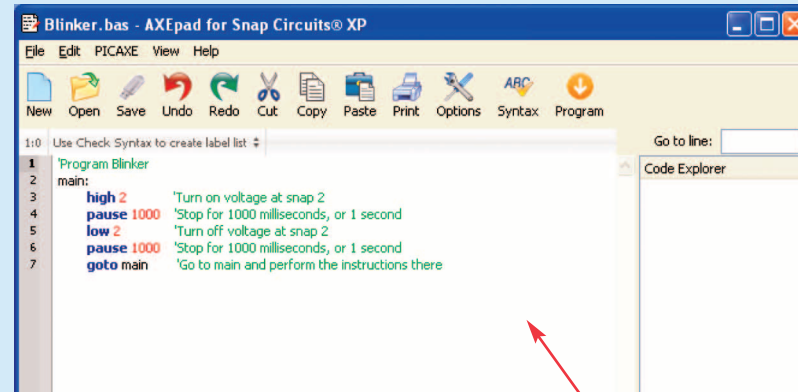 Blinker.bas - AXEpad for Snap Circuits® XP
File Edit PICAXE View Help
ABC
New Open Save Undo Redo Cut Copy Paste Print Options Syntax Program
1:0 Use Check Syntax to create label list Go to line:
Code Explorer
1 'Program Blinker
2 main:
3 high 2 'Turn on voltage at snap 2
4 pause 1000 'Stop for 1000 milliseconds, or 1 second
5 low 2 'Turn off voltage at snap 2
6 pause 1000 'Stop for 1000 milliseconds, or 1 second
7 goto main 'Go to main and perform the instructions there